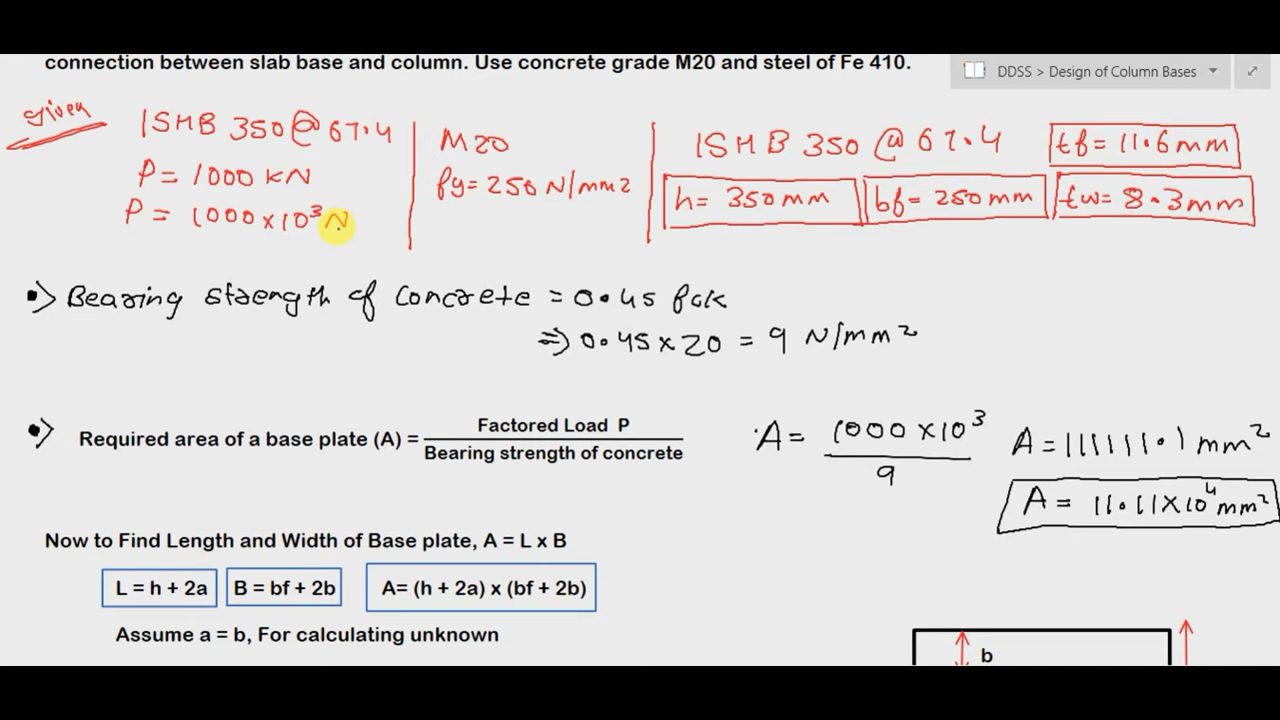 connection between slab base and column. Use concrete grade M20 and steel of Fe 410.
DDSS > Design of Column Bases
given
ISMB 350 @ 67.4
P = 1000 KN
P = 1000 x 10³ N
M20
fy = 250 N/mm2
ISMB 350 @ 67.4
tf = 11.6 mm
h = 350 mm
bf = 250 mm
tw = 8.3 mm
Bearing strength of concrete = 0.45 fck
⇒ 0.45 x 20 = 9 N/mm²
Required area of a base plate (A) = Factored Load P
Bearing strength of concrete
A = 1000 x 10³
9
A = 111111.1 mm²
A = 11.11 x 10⁴ mm²
Now to Find Length and Width of Base plate, A = L x B
L = h + 2a
B = bf + 2b
A= (h + 2a) x (bf + 2b)
Assume a = b, For calculating unknown
b